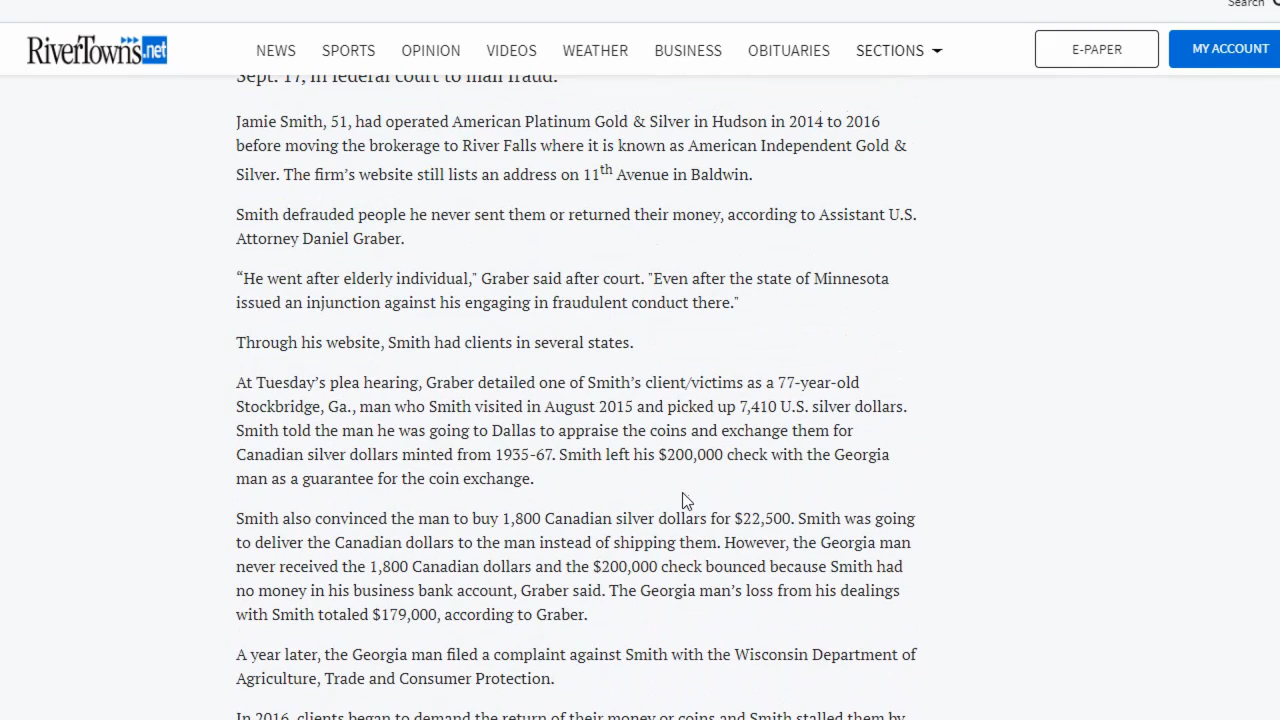 Search
RiverTowns.net
NEWS SPORTS OPINION VIDEOS WEATHER BUSINESS OBITUARIES SECTIONS E-PAPER MY ACCOUNT
Sept. 17, in federal court to mail fraud.
Jamie Smith, 51, had operated American Platinum Gold & Silver in Hudson in 2014 to 2016
before moving the brokerage to River Falls where it is known as American Independent Gold &
Silver. The firm’s website still lists an address on 11th Avenue in Baldwin.
Smith defrauded people he never sent them or returned their money, according to Assistant U.S.
Attorney Daniel Graber.
“He went after elderly individual," Graber said after court. "Even after the state of Minnesota
issued an injunction against his engaging in fraudulent conduct there."
Through his website, Smith had clients in several states.
At Tuesday’s plea hearing, Graber detailed one of Smith’s client/victims as a 77-year-old
Stockbridge, Ga., man who Smith visited in August 2015 and picked up 7,410 U.S. silver dollars.
Smith told the man he was going to Dallas to appraise the coins and exchange them for
Canadian silver dollars minted from 1935-67. Smith left his $200,000 check with the Georgia
man as a guarantee for the coin exchange.
Smith also convinced the man to buy 1,800 Canadian silver dollars for $22,500. Smith was going
to deliver the Canadian dollars to the man instead of shipping them. However, the Georgia man
never received the 1,800 Canadian dollars and the $200,000 check bounced because Smith had
no money in his business bank account, Graber said. The Georgia man’s loss from his dealings
with Smith totaled $179,000, according to Graber.
A year later, the Georgia man filed a complaint against Smith with the Wisconsin Department of
Agriculture, Trade and Consumer Protection.
In 2016, clients began to demand the return of their money or coins and Smith stalled them by